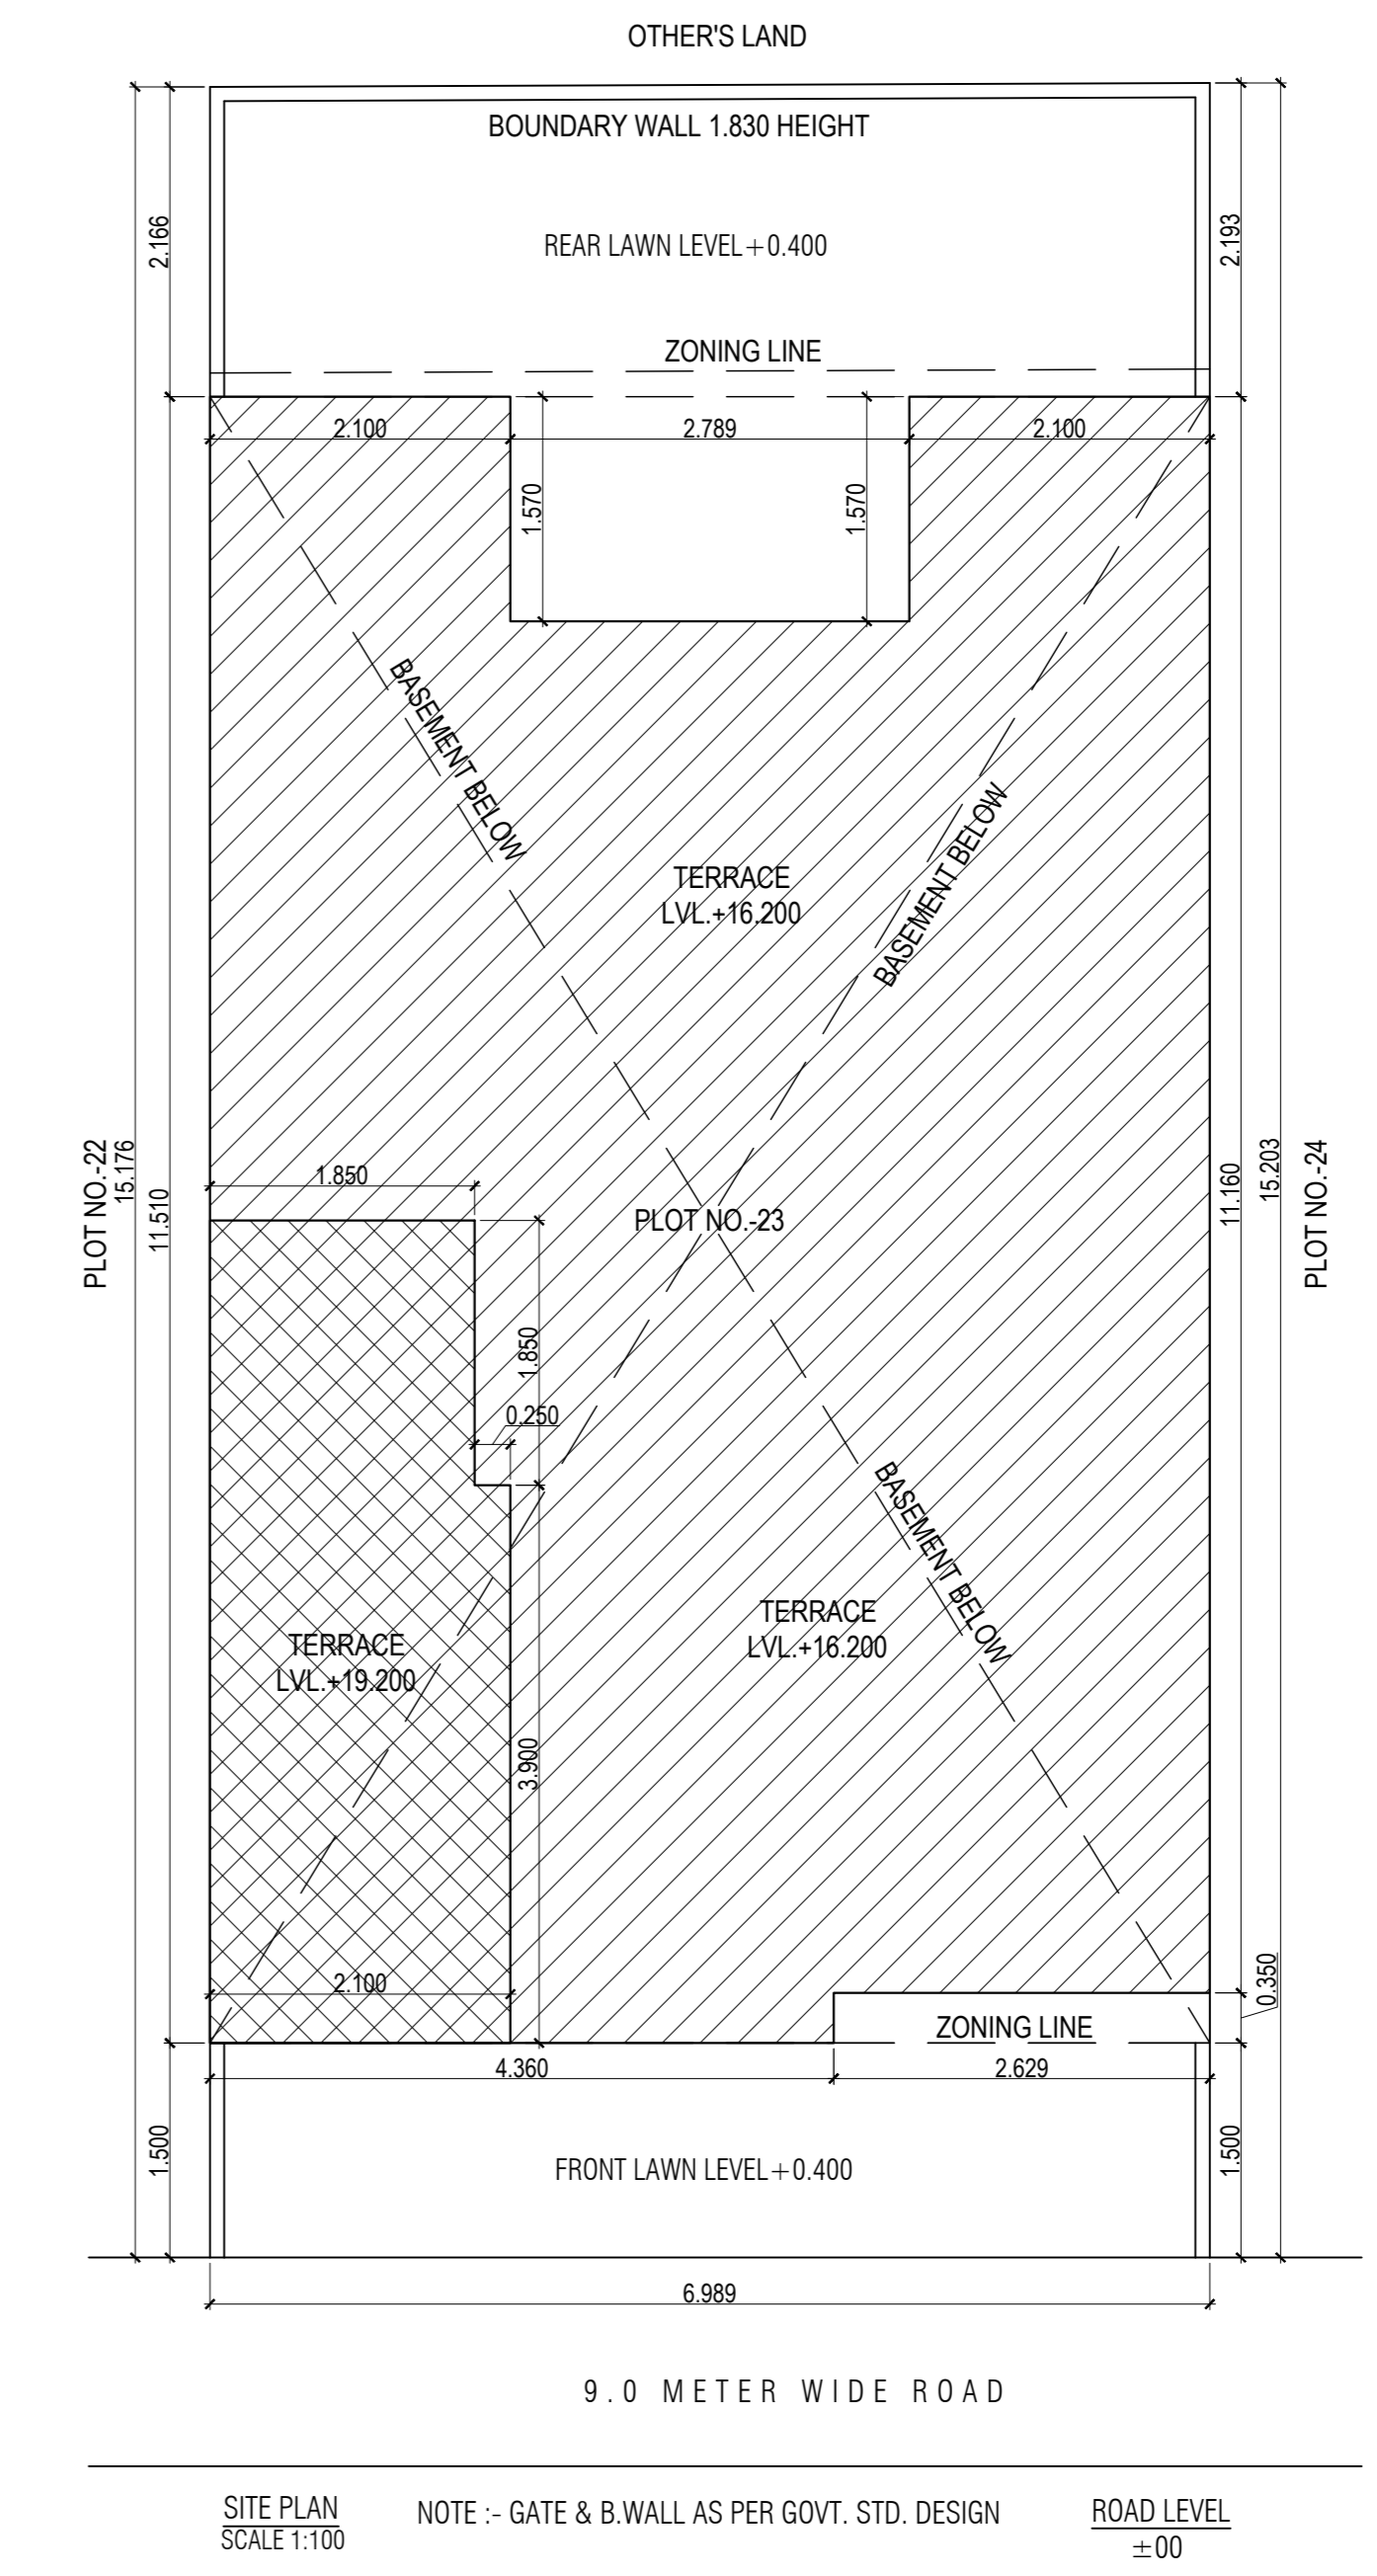 OTHER'S LAND
BOUNDARY WALL 1.830 HEIGHT
2.166
2.193
REAR LAWN LEVEL+0.400
ZONING LINE
2.100
2.789
2.100
1.570
1.570
BASEMENT BELOW
BASEMENT BELOW
TERRACE
LVL.+16.200
PLOT NO.-22
15.176
11.510
1.850
PLOT NO.-23
11.160
15.203
PLOT NO.-24
1.850
0.250
BASEMENT BELOW
TERRACE
LVL.+16.200
TERRACE
LVL.+19.200
3.900
2.100
0.350
ZONING LINE
4.360
2.629
1.500
1.500
FRONT LAWN LEVEL+0.400
6.989
9.0 METER WIDE ROAD
SITE PLAN
SCALE 1:100
NOTE :- GATE & B.WALL AS PER GOVT. STD. DESIGN
ROAD LEVEL
±00